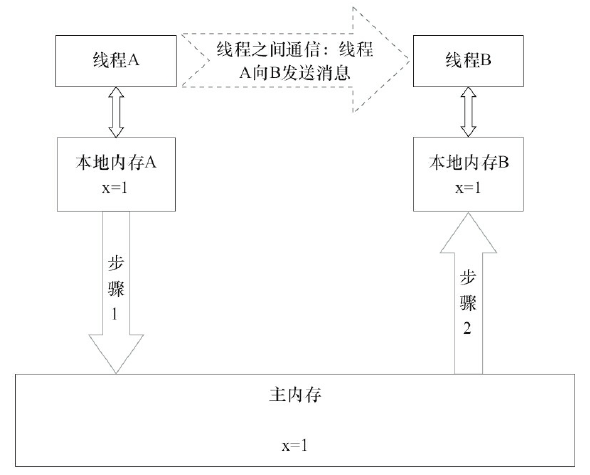 线程A
线程之间通信：线程
A向B发送消息
线程B
本地内存A
x=1
本地内存B
x=1
步
骤
1
步
骤
2
主内存
x=1